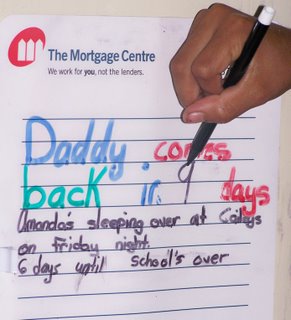 The Mortgage Centre
We work for you, not the lenders.
Daddy comes
back in 9 days
Amanda's sleeping over at Caileys
on friday night.
6 days until school's over